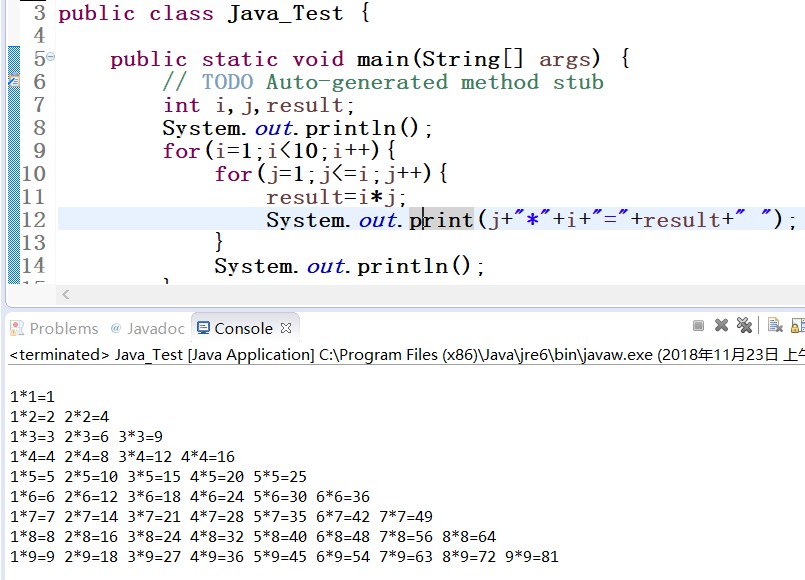 3 public class Java_Test {
4
5 public static void main(String[] args) {
6 // TODO Auto-generated method stub
7 int i,j,result;
8 System.out.println();
9 for(i=1;i<10;i++){
10 for(j=1;j<=i;j++){
11 result=i*j;
12 System.out.print(j+"*"+i+"="+result+" ");
13 }
14 System.out.println();
Problems @ Javadoc Console
<terminated> Java_Test [Java Application] C:\Program Files (x86)\Java\jre6\bin\javaw.exe (2018年11月23日 上午
1*1=1
1*2=2 2*2=4
1*3=3 2*3=6 3*3=9
1*4=4 2*4=8 3*4=12 4*4=16
1*5=5 2*5=10 3*5=15 4*5=20 5*5=25
1*6=6 2*6=12 3*6=18 4*6=24 5*6=30 6*6=36
1*7=7 2*7=14 3*7=21 4*7=28 5*7=35 6*7=42 7*7=49
1*8=8 2*8=16 3*8=24 4*8=32 5*8=40 6*8=48 7*8=56 8*8=64
1*9=9 2*9=18 3*9=27 4*9=36 5*9=45 6*9=54 7*9=63 8*9=72 9*9=81